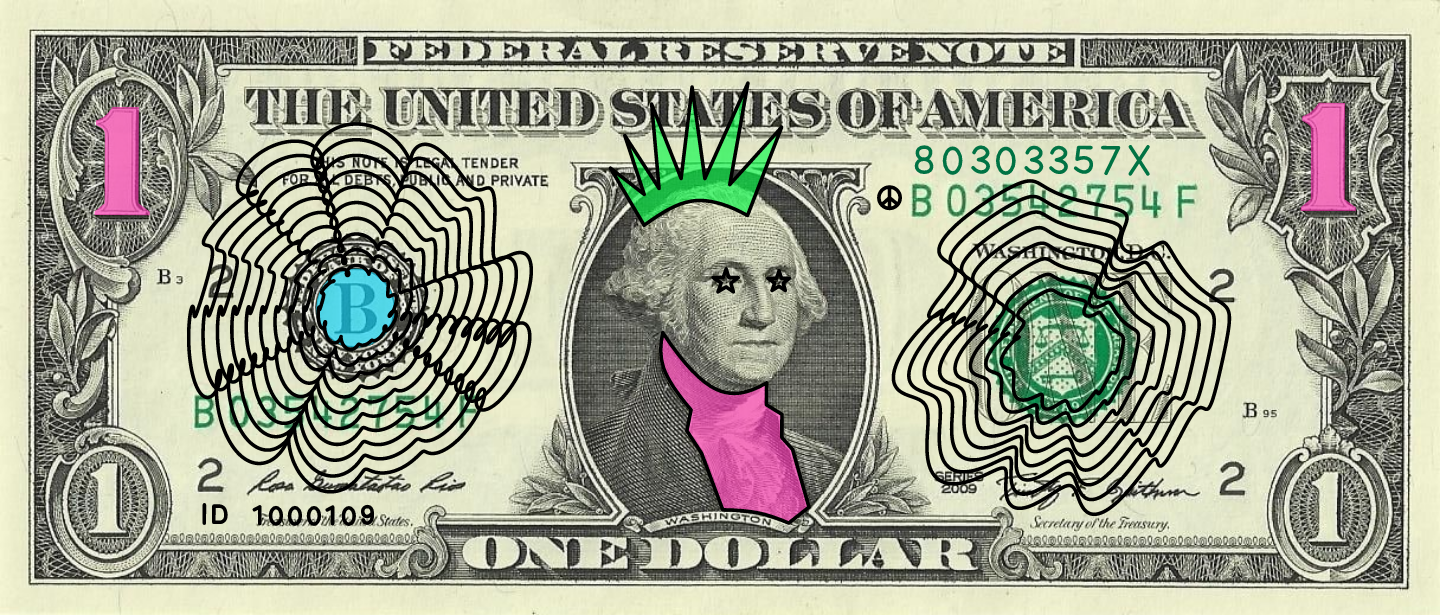 FEDERAL RESERVE NOTE
THE UNITED STATES OF AMERICA
1
1
THIS NOTE IS LEGAL TENDER
FOR ALL DEBTS, PUBLIC AND PRIVATE
80303357X
B 03542754 F
WASHINGTON, D.C.
B 3
2
2
B
B 03542754 F
B 95
2
SERIES
2009
2
ID 1000109
Treasurer of the United States.
Secretary of the Treasury.
WASHINGTON
1
ONE DOLLAR
1